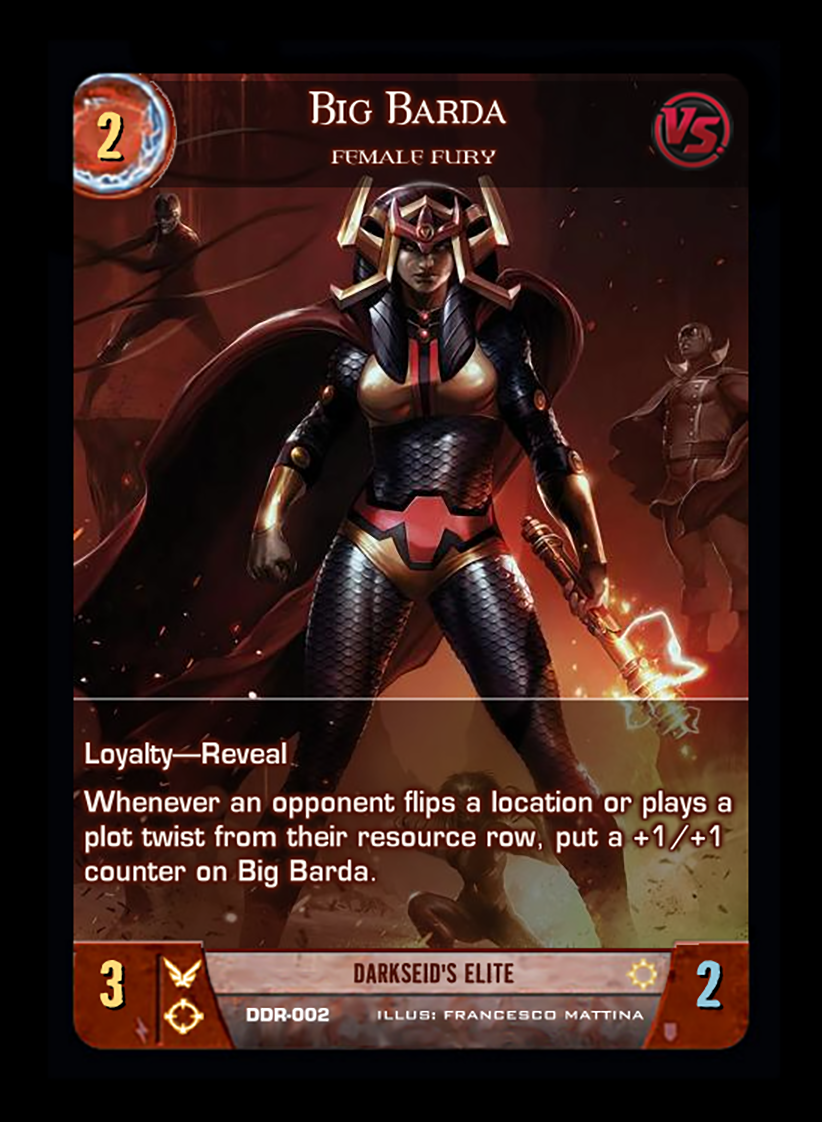 2
BIG BARDA
FEMALE FURY
VS.
Loyalty—Reveal
Whenever an opponent flips a location or plays a
plot twist from their resource row, put a +1/+1
counter on Big Barda.
3
DARKSEID'S ELITE
2
DDR-002 ILLUS: FRANCESCO MATTINA